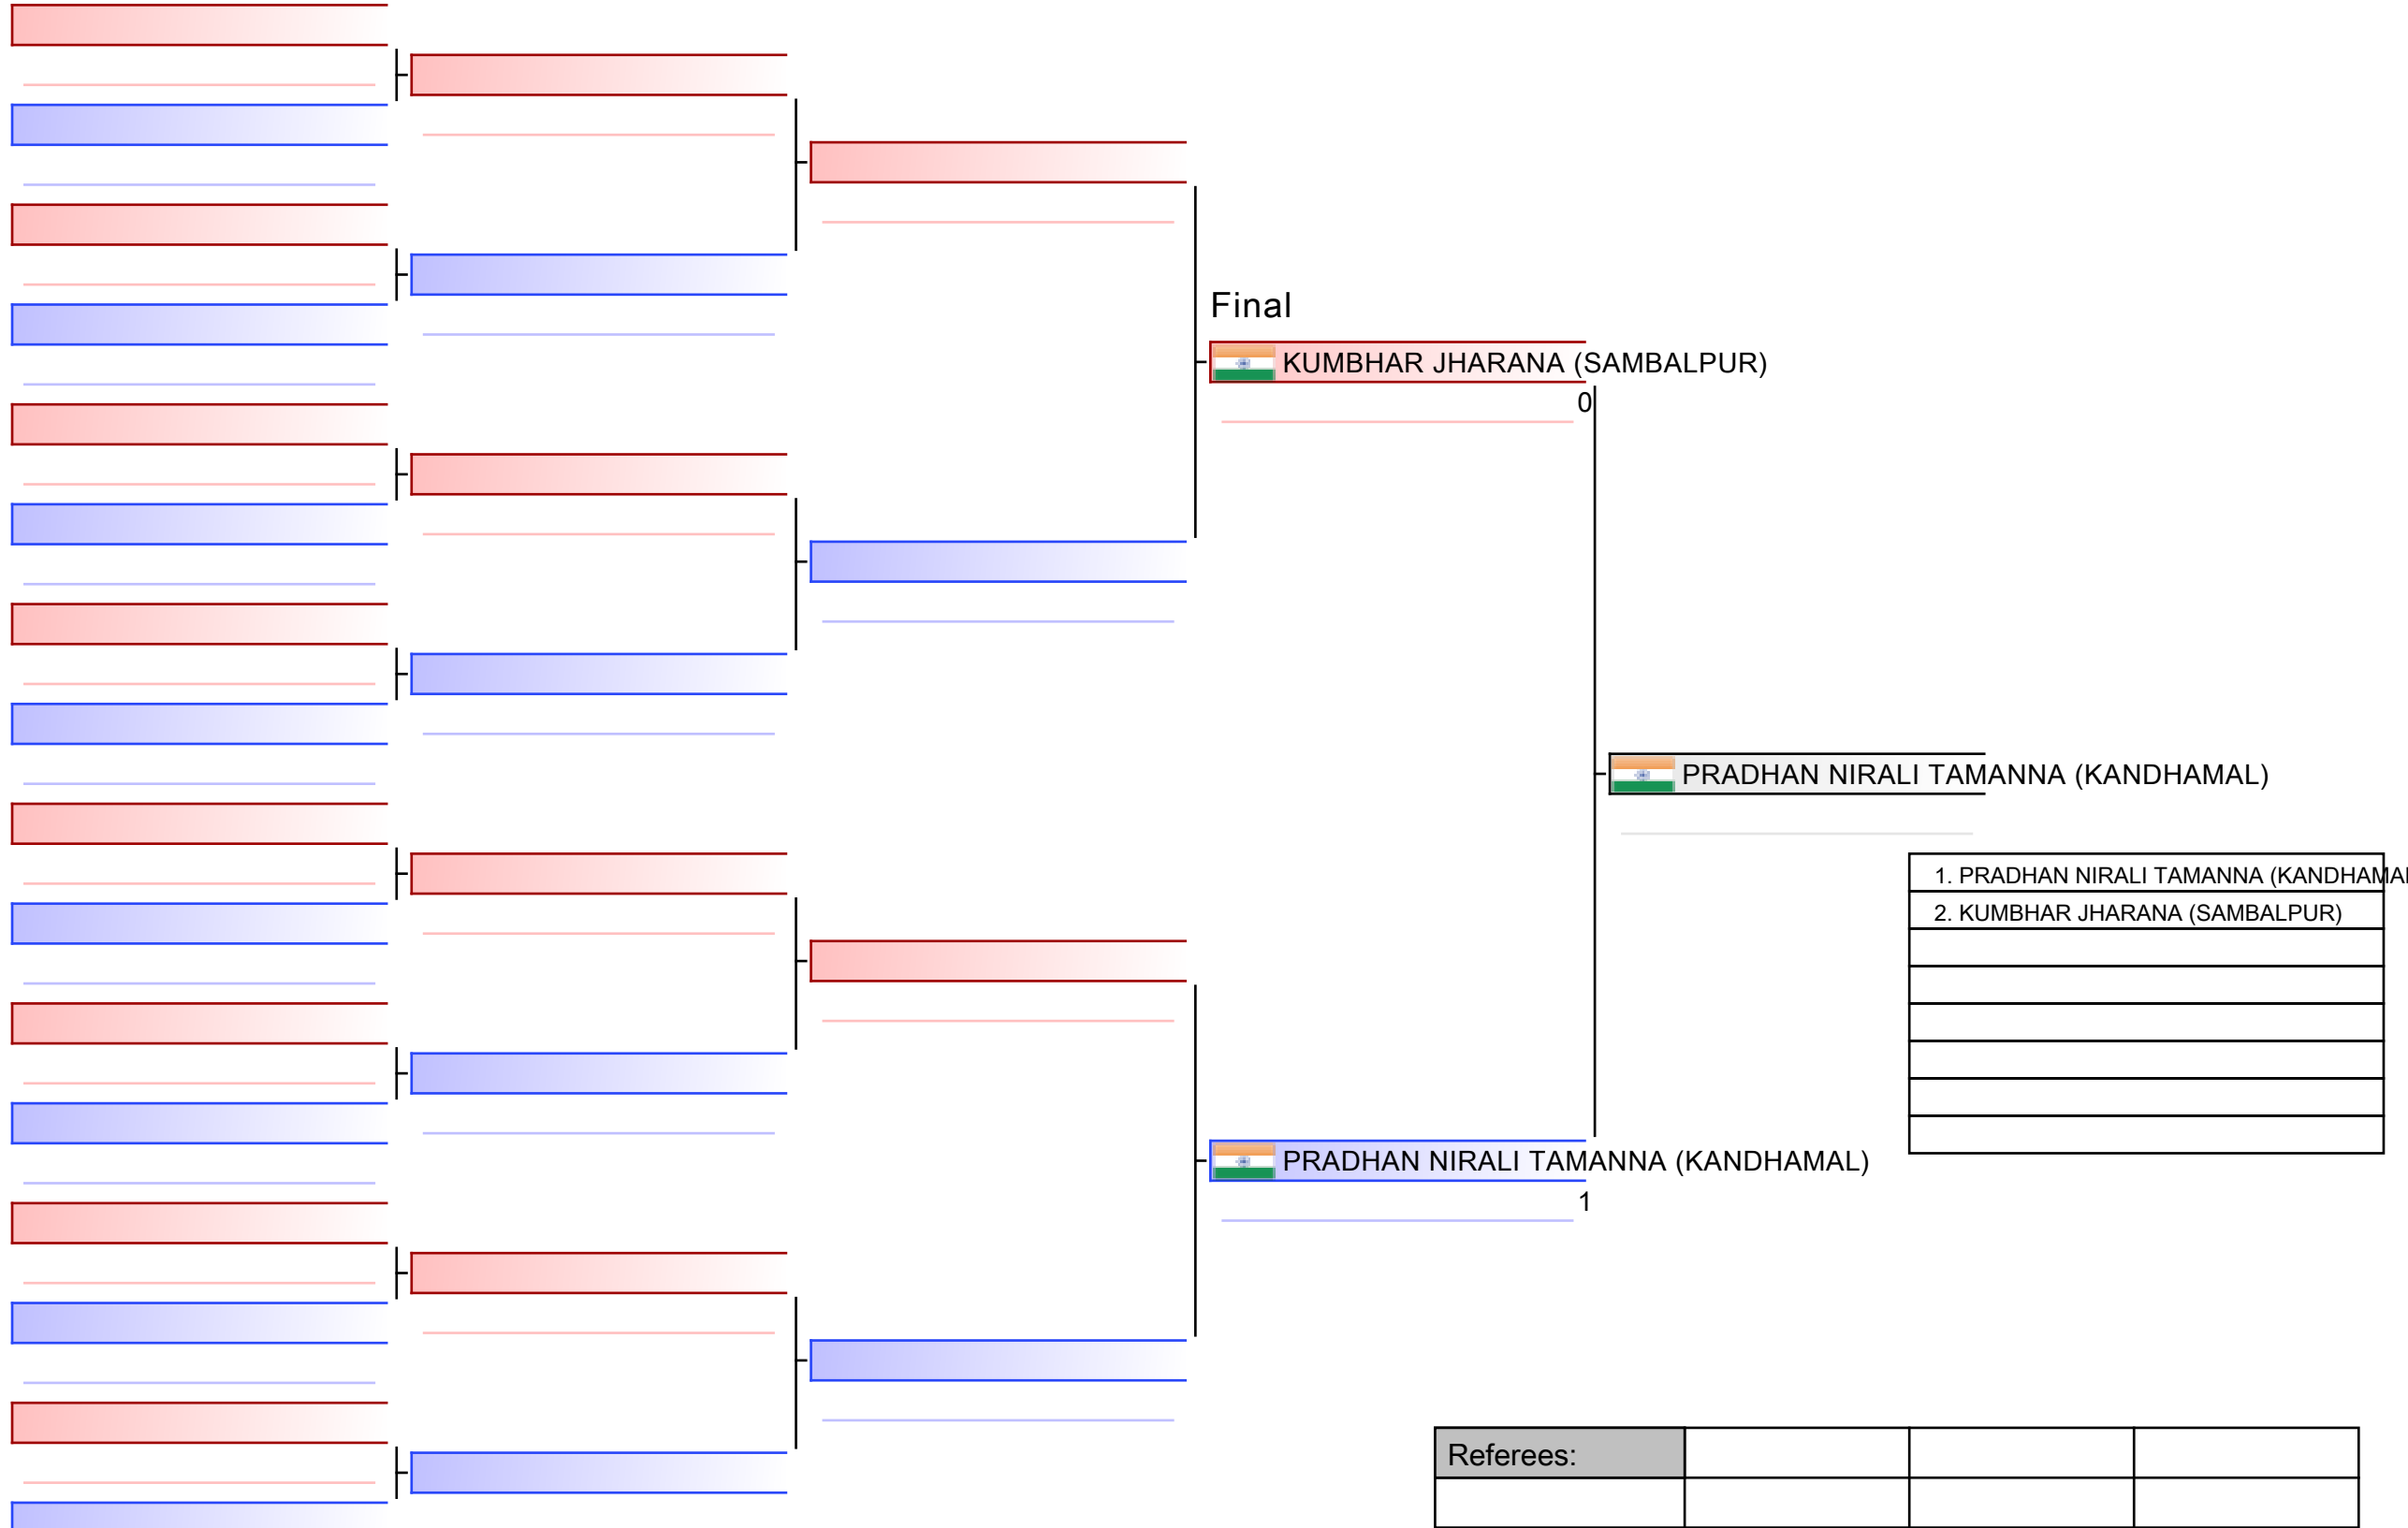 Final
KUMBHAR JHARANA (SAMBALPUR)
0
PRADHAN NIRALI TAMANNA (KANDHAMAL)
1. PRADHAN NIRALI TAMANNA (KANDHAMAL
2. KUMBHAR JHARANA (SAMBALPUR)
PRADHAN NIRALI TAMANNA (KANDHAMAL)
1
Referees: